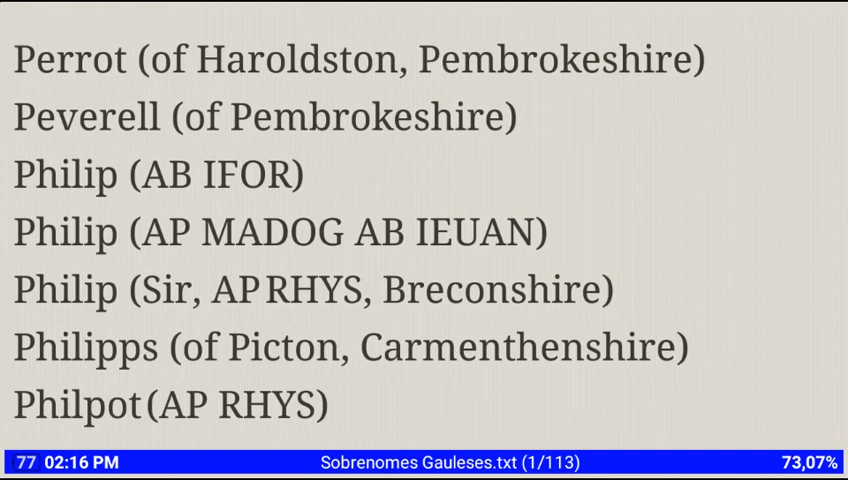 Perrot (of Haroldston, Pembrokeshire)
Peverell (of Pembrokeshire)
Philip (AB IFOR)
Philip (AP MADOG AB IEUAN)
Philip (Sir, AP RHYS, Breconshire)
Philipps (of Picton, Carmenthenshire)
Philpot (AP RHYS)
77 02:16 PM Sobrenomes Gauleses.txt (1/113) 73,07%